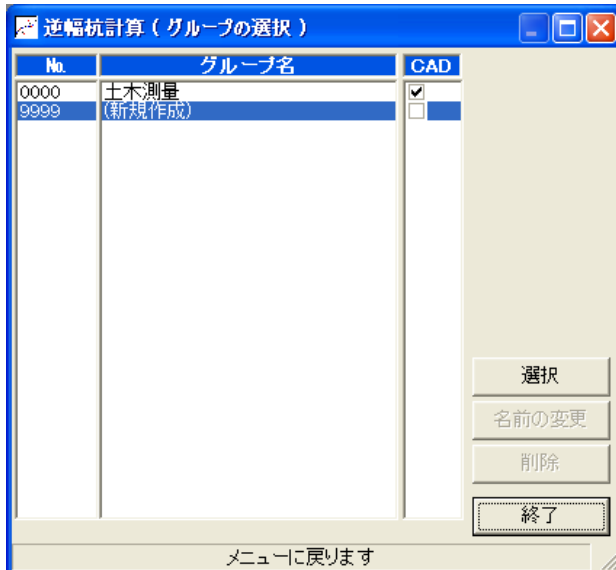 逆幅杭計算 ( グループの選択 )
No. グループ名 CAD
0000 土木測量
9999 (新規作成)
選択
名前の変更
削除
終了
メニューに戻ります